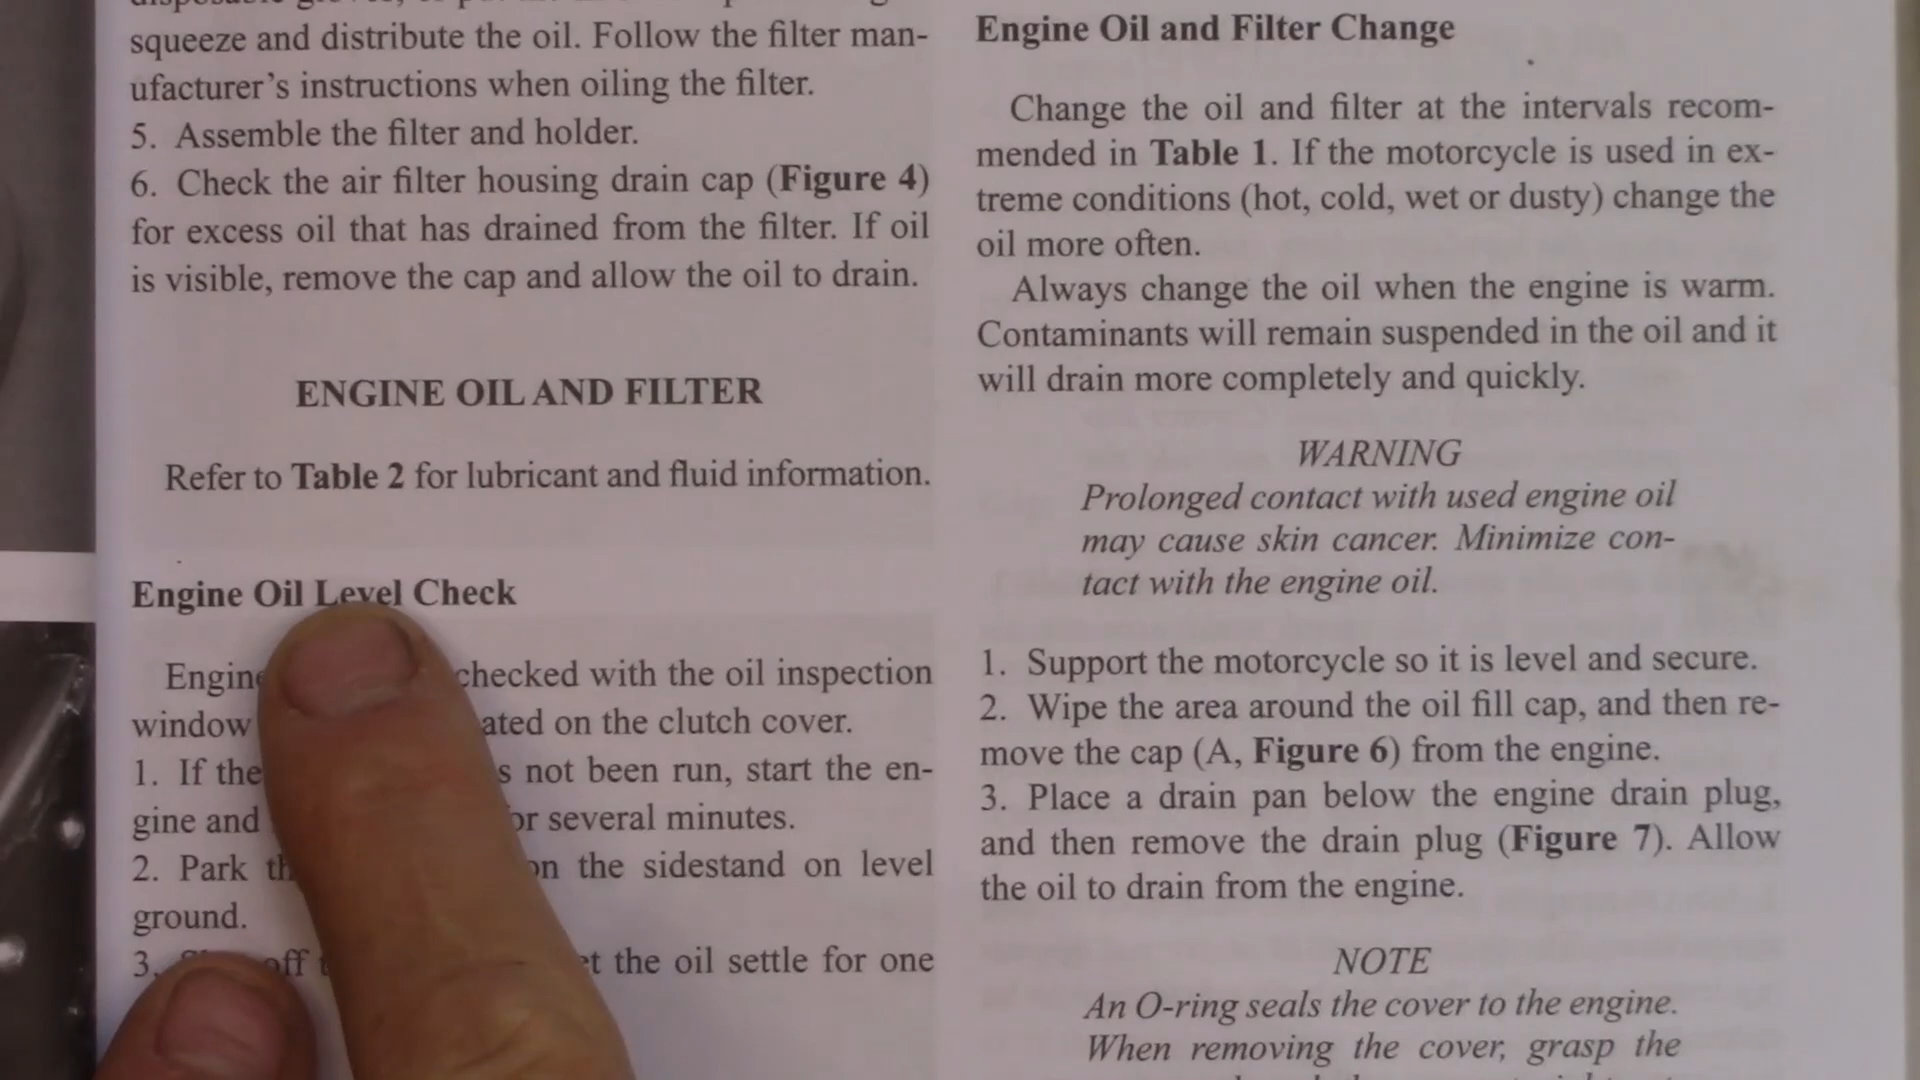 squeeze and distribute the oil. Follow the filter man-
ufacturer's instructions when oiling the filter.
5. Assemble the filter and holder.
6. Check the air filter housing drain cap (Figure 4)
for excess oil that has drained from the filter. If oil
is visible, remove the cap and allow the oil to drain.
ENGINE OIL AND FILTER
Refer to Table 2 for lubricant and fluid information.
Engine Oil Level Check
Engine checked with the oil inspection
window on the clutch cover.
1. If the not been run, start the en-
gine and several minutes.
2. Park on the sidestand on level
ground.
3. off the oil settle for one
Engine Oil and Filter Change
Change the oil and filter at the intervals recom-
mended in Table 1. If the motorcycle is used in ex-
treme conditions (hot, cold, wet or dusty) change the
oil more often.
Always change the oil when the engine is warm.
Contaminants will remain suspended in the oil and it
will drain more completely and quickly.
WARNING
Prolonged contact with used engine oil
may cause skin cancer. Minimize con-
tact with the engine oil.
1. Support the motorcycle so it is level and secure.
2. Wipe the area around the oil fill cap, and then re-
move the cap (A, Figure 6) from the engine.
3. Place a drain pan below the engine drain plug,
and then remove the drain plug (Figure 7). Allow
the oil to drain from the engine.
NOTE
An O-ring seals the cover to the engine.
When removing the cover, grasp the